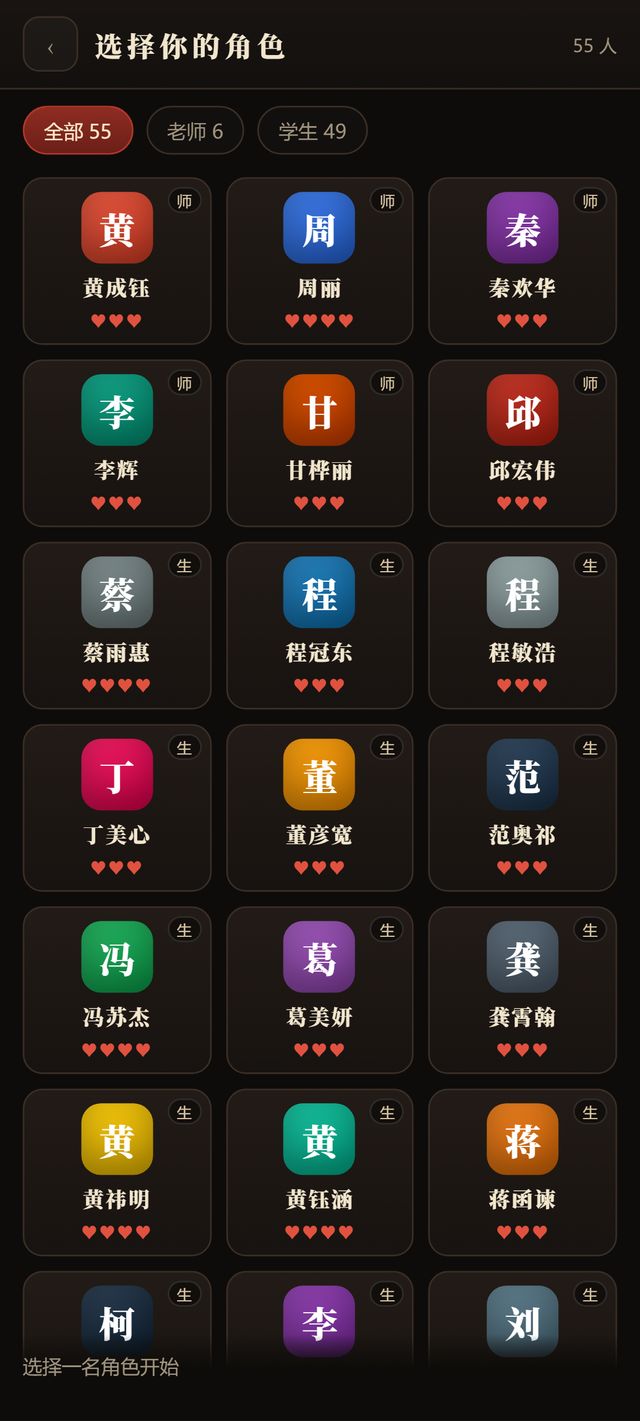 ‹ 选择你的角色 55 人
全部 55 老师 6 学生 49
黄 师 周 师 秦 师
黄成钰 周丽 秦欢华
♥♥♥ ♥♥♥♥ ♥♥♥
李 师 甘 师 邱 师
李辉 甘桦丽 邱宏伟
♥♥♥ ♥♥♥ ♥♥♥
蔡 生 程 生 程 生
蔡雨惠 程冠东 程敏浩
♥♥♥♥ ♥♥♥ ♥♥♥
丁 生 董 生 范 生
丁美心 董彦宽 范奥祁
♥♥♥ ♥♥♥ ♥♥♥
冯 生 葛 生 龚 生
冯苏杰 葛美妍 龚霄翰
♥♥♥♥ ♥♥♥ ♥♥♥
黄 生 黄 生 蒋 生
黄祎明 黄钰涵 蒋函谏
♥♥♥♥ ♥♥♥♥ ♥♥♥
柯 生 李 生 刘 生
选择一名角色开始